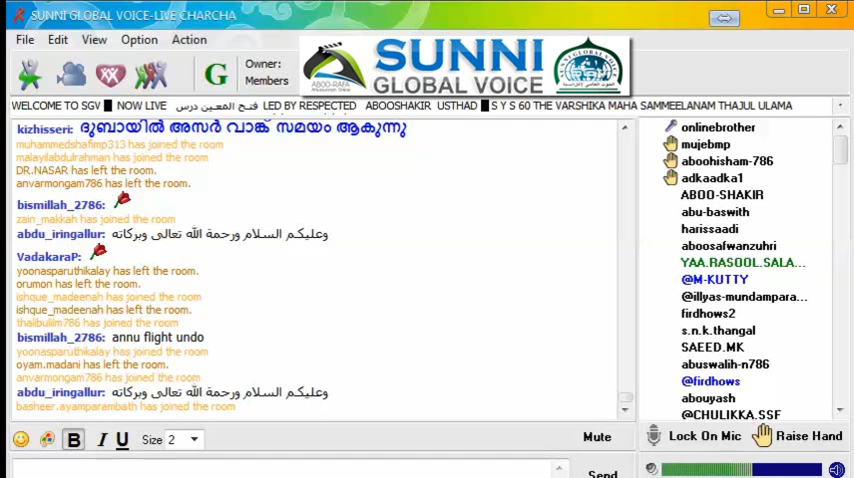 SUNNI GLOBAL VOICE-LIVE CHARCHA
File Edit View Option Action
G
Owner:
Members
ABOO-RAFA
SUNNI
GLOBAL VOICE
WELCOME TO SGV NOW LIVE فتح المعين درس LED BY RESPECTED ABOOSHAKIR USTHAD S Y S 60 THE VARSHIKA MAHA SAMMEELANAM THAJUL ULAMA
kizhisseri: ദുബായിൽ അസർ വാങ്ക് സമയം ആകുന്നു
muhammedshafimp313 has joined the room
malayilabdulrahman has joined the room
DR.NASAR has left the room.
anvarmongam786 has left the room.
bismillah_2786:
zain_makkah has joined the room
abdu_iringallur: وعليكم السلام ورحمة الله تعالى وبركاته
VadakaraP:
yoonasparuthikalay has left the room.
orumon has left the room.
ishque_madeenah has joined the room
ishque_madeenah has left the room.
thalibuilm786 has joined the room
bismillah_2786: annu flight undo
yoonasparuthikalay has joined the room
oyam.madani has left the room.
anvarmongam786 has joined the room
abdu_iringallur: وعليكم السلام ورحمة الله تعالى وبركاته
basheer.ayamparambath has joined the room
onlinebrother
mujebmp
aboohisham-786
adkaadka1
ABOO-SHAKIR
abu-baswith
harissaadi
aboosafwanzuhri
YAA.RASOOL.SALA...
@M-KUTTY
@illyas-mundampara...
firdhows2
s.n.k.thangal
SAEED.MK
abuswalih-n786
@firdhows
abouyash
@CHULIKKA.SSF
B I U Size 2
Mute
Lock On Mic
Raise Hand
Send